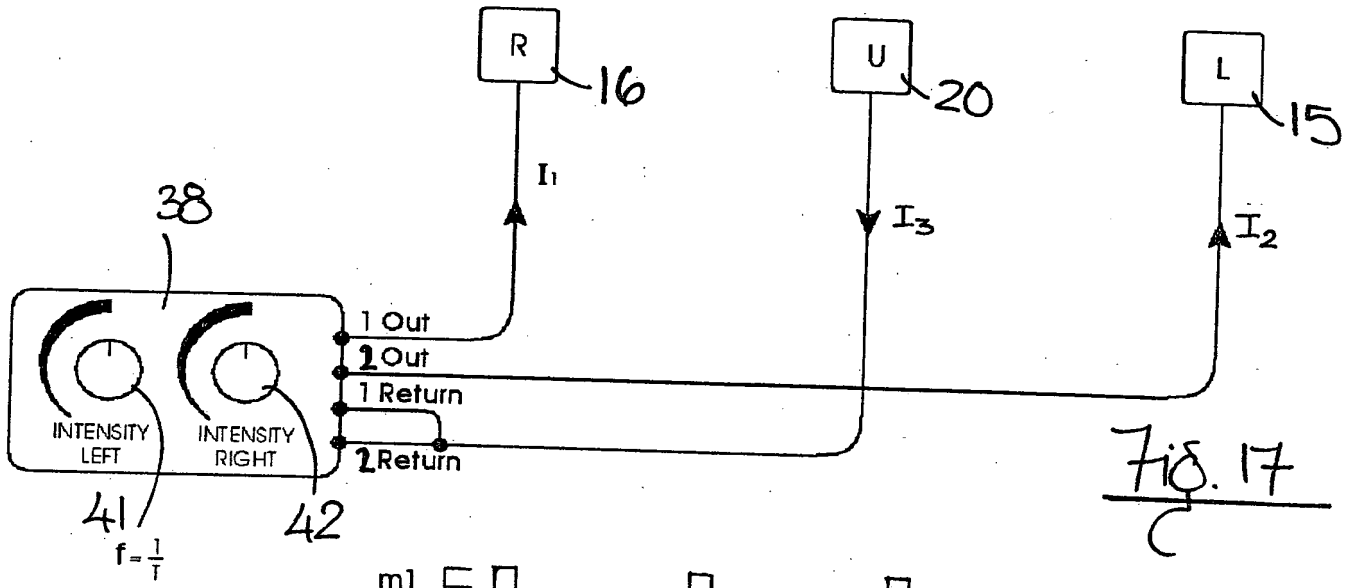 R
16
U
20
L
15
I₁
I₃
I₂
38
1 Out
2 Out
1 Return
2 Return
INTENSITY
LEFT
INTENSITY
RIGHT
41
42
f = 1/T
Fig. 17
m1